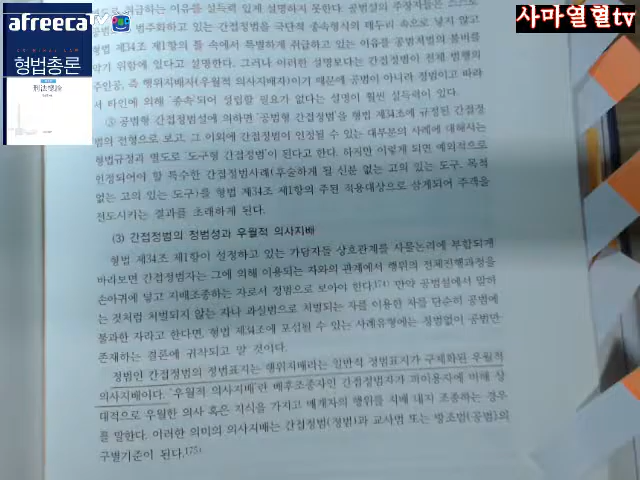 afreecaTV
사마열협tv
형법총론
刑法總論
별도로 취급하는 이유를 설득력 있게 설명하지 못한다. 공범설의 주장자들은 스스로
범주화하고 있는 간접정범을 극단적 종속형식의 테두리 속으로 넣지 않고
형법 제34조 제1항의 틀 속에서 특별하게 취급하고 있는 이유를 공범처벌의
위함에 있다고 설명한다. 그러나 이러한 설명보다는 간접정범이 전체 범행의
주인공, 즉 행위지배자(우월적 의사지배자)이기 때문에 공범이 아니라 정범이고 따라
서 타인에 의해 '종속'되어 성립할 필요가 없다는 설명이 훨씬 설득력이 있다.
③ 공범형 간접정범설에 의하면 '공범형 간접정범'을 형법 제34조에 규정된 간접정
범의 전형으로 보고, 그 이외에 간접정범이 인정될 수 있는 대부분의 사례에 대해서는
형법규정과 별도로 '도구형 간접정범'이 된다고 한다. 하지만 이렇게 되면 예외적으로
인정되어야 할 특수한 간접정범사례(후술하게 될 신분 없는 고의 있는 도구, 목적
없는 고의 있는 도구)를 형법 제34조 제1항의 주된 적용대상으로 삼게되어 주객을
전도시키는 결과를 초래하게 된다.
(3) 간접정범의 정범성과 우월적 의사지배
형법 제34조 제1항이 설정하고 있는 가담자들 상호관계를 사물논리에 부합되게
바라보면 간접정범자는 그에 의해 이용되는 자와의 관계에서 행위의 전체진행과정을
손아귀에 넣고 지배조종하는 자로서 정범으로 보아야 한다.174) 만약 공범설에서 말하
는 것처럼 처벌되지 않는 자나 과실범으로 처벌되는 자를 이용한 자를 단순히 공범에
불과한 자라고 한다면, 형법 제34조에 포섭될 수 있는 사례유형에는 정범없이 공범만
존재하는 결론에 귀착되고 말 것이다.
정범인 간접정범의 정범표지는 행위지배라는 일반적 정범표지가 구체화된 우월적
의사지배이다. '우월적 의사지배'란 배후조종자인 간접정범자가 피이용자에 비해 상
대적으로 우월한 의사 혹은 지식을 가지고 매개자의 행위를 지배 내지 조종하는 경우
를 말한다. 이러한 의미의 의사지배는 간접정범(정범)과 교사범 또는 방조범(공범)의
구별기준이 된다.175)